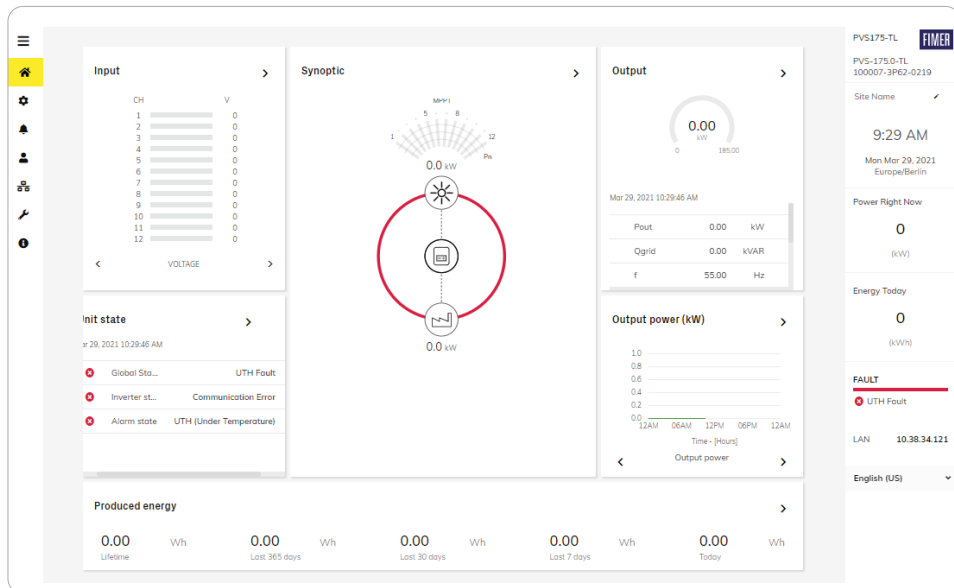 Input
CH V
1 0
2 0
3 0
4 0
5 0
6 0
7 0
8 0
9 0
10 0
11 0
12 0
VOLTAGE
Synoptic
MPPT
5 - - 8
1 12
Pin
0.0 kW
0.0 kW
Output
0.00
kW
0 185.00
Mar 29, 2021 10:29:46 AM
Pout 0.00 kW
Qgrid 0.00 kVAR
f 55.00 Hz
Unit state
ar 29, 2021 10:29:46 AM
Global Sta... UTH Fault
Inverter st... Communication Error
Alarm state UTH (Under Temperature)
Output power (kW)
1.0
0.8
0.6
0.4
0.2
0.0
12AM 06AM 12PM 06PM 12AM
Time - [Hours]
Output power
Produced energy
0.00 Wh 0.00 Wh 0.00 Wh 0.00 Wh 0.00 Wh
Lifetime Last 365 days Last 30 days Last 7 days Today
PVS175-TL FIMER
PVS-175.0-TL
100007-3P62-0219
Site Name
9:29 AM
Mon Mar 29, 2021
Europe/Berlin
Power Right Now
0
(kW)
Energy Today
0
(kWh)
FAULT
UTH Fault
LAN 10.38.34.121
English (US)